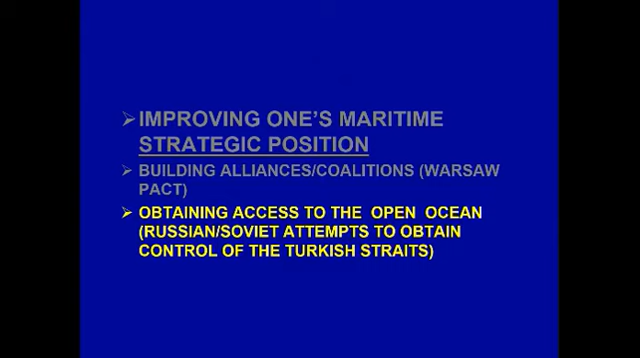 ➢ IMPROVING ONE'S MARITIME
STRATEGIC POSITION
➢ BUILDING ALLIANCES/COALITIONS (WARSAW
PACT)
➢ OBTAINING ACCESS TO THE OPEN OCEAN
(RUSSIAN/SOVIET ATTEMPTS TO OBTAIN
CONTROL OF THE TURKISH STRAITS)